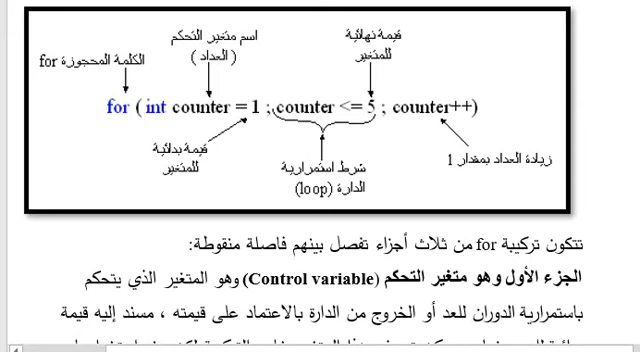 قيمة نهائية
للمتغير
اسم متغير التحكم
( العداد )
الكلمة المحجوزة for
for ( int counter = 1 ; counter <= 5 ; counter++)
قيمة بدائية
للمتغير
شرط استمرارية
الدارة (loop)
زيادة العداد بمقدار 1
تتكون تركيبة for من ثلاث أجزاء تفصل بينهم فاصلة منقوطة:
الجزء الأول وهو متغير التحكم (Control variable) وهو المتغير الذي يتحكم
باستمرارية الدوران للعد أو الخروج من الدارة بالاعتماد على قيمته ، مسند إليه قيمة